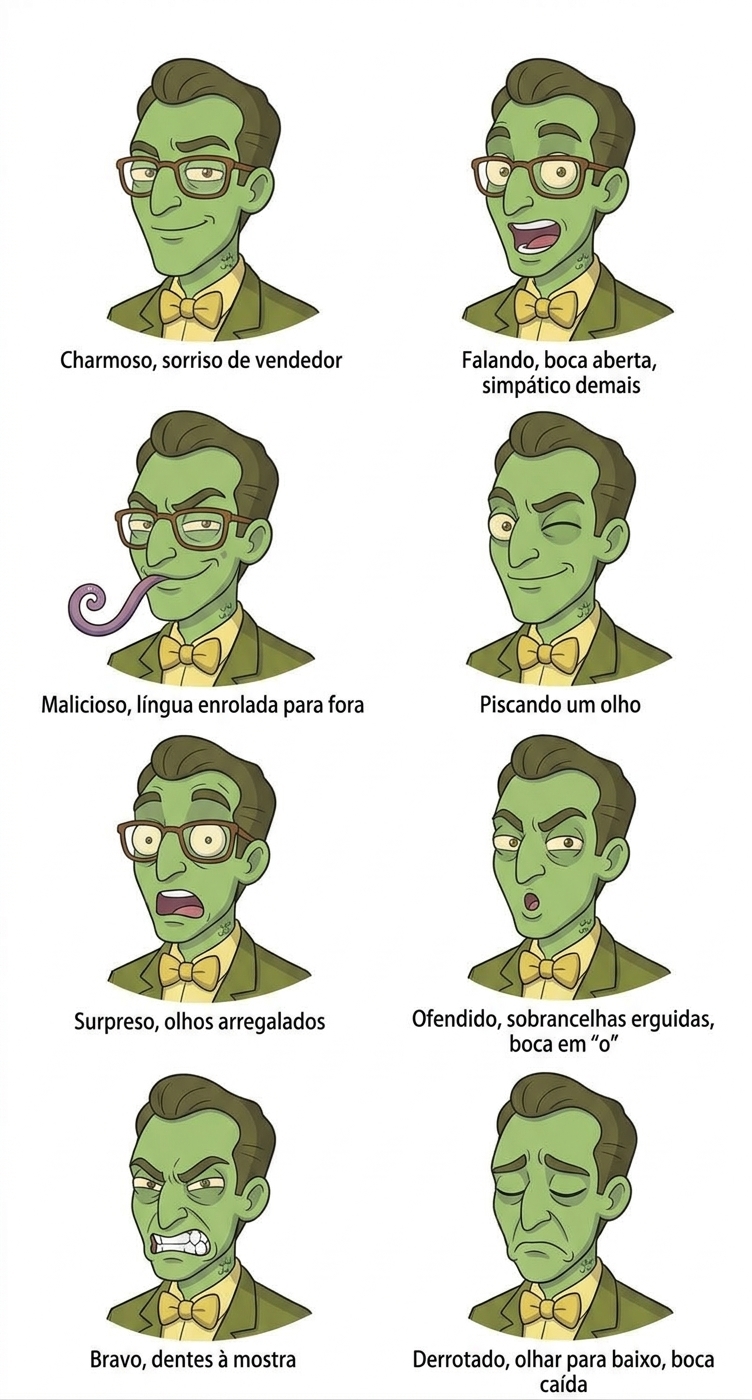 Charmoso, sorriso de vendedor
Falando, boca aberta,
simpático demais
Malicioso, língua enrolada para fora
Piscando um olho
Surpreso, olhos arregalados
Ofendido, sobrancelhas erguidas,
boca em “o”
Bravo, dentes à mostra
Derrotado, olhar para baixo, boca
caída